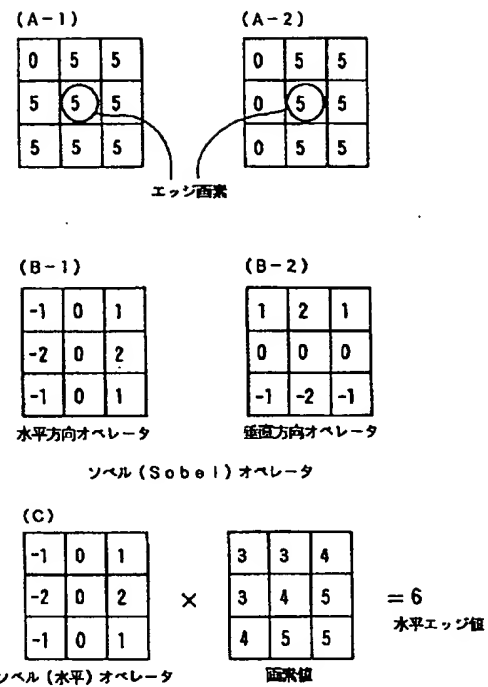 (A-1) (A-2)
0 5 5 0 5 5
5 5 5 0 5 5
5 5 5 0 5 5
エッジ画素
(B-1) (B-2)
-1 0 1 1 2 1
-2 0 2 0 0 0
-1 0 1 -1 -2 -1
水平方向オペレータ 垂直方向オペレータ
ソベル(Sobel)オペレータ
(C)
-1 0 1 3 3 4
-2 0 2 × 3 4 5 =6
-1 0 1 4 5 5
水平エッジ値
ソベル(水平)オペレータ 画素値